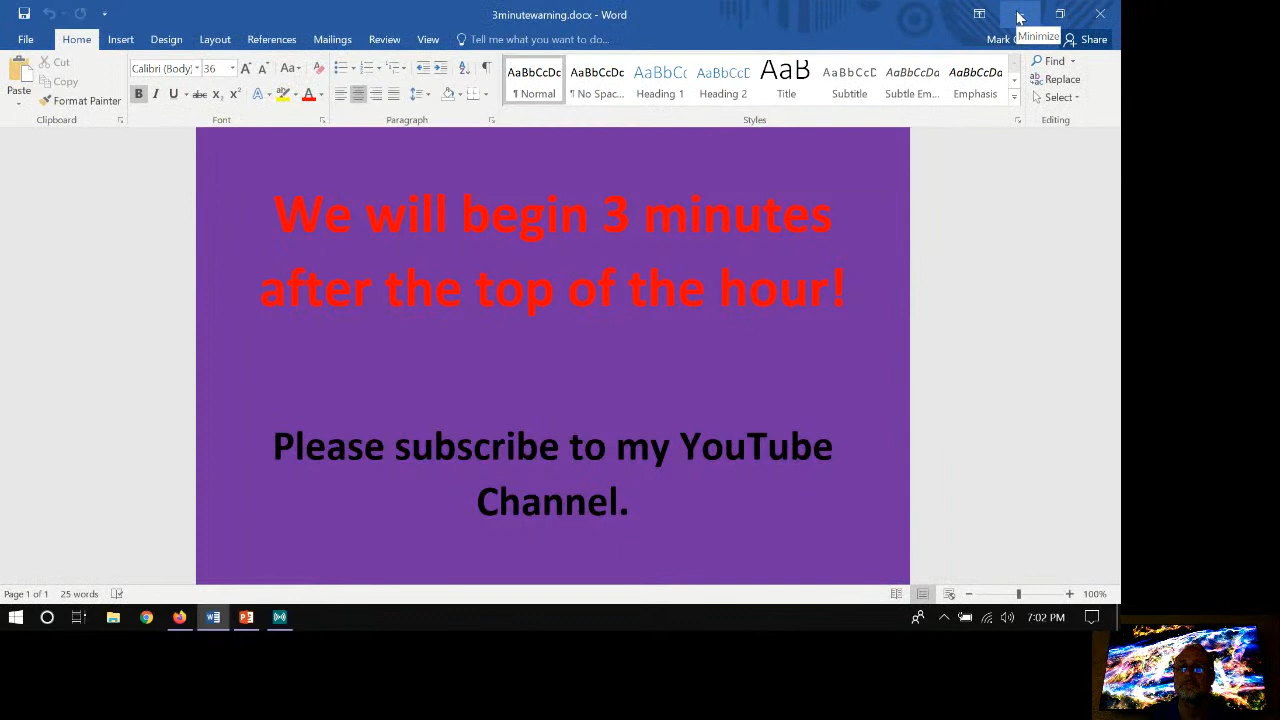 3minutewarning.docx - Word
Mark
Minimize
Share
File Home Insert Design Layout References Mailings Review View Tell me what you want to do...
Paste
Cut
Copy
Format Painter
Clipboard
Calibri (Body) 36
Font
Paragraph
AaBbCcDc AaBbCcDc AaBbCc AaBbCcC AaB AaBbCcD AaBbCcDa AaBbCcDa
¶ Normal ¶ No Spac... Heading 1 Heading 2 Title Subtitle Subtle Em... Emphasis
Styles
Find
Replace
Select
Editing
We will begin 3 minutes
after the top of the hour!
Please subscribe to my YouTube
Channel.
Page 1 of 1 25 words
100%
7:02 PM